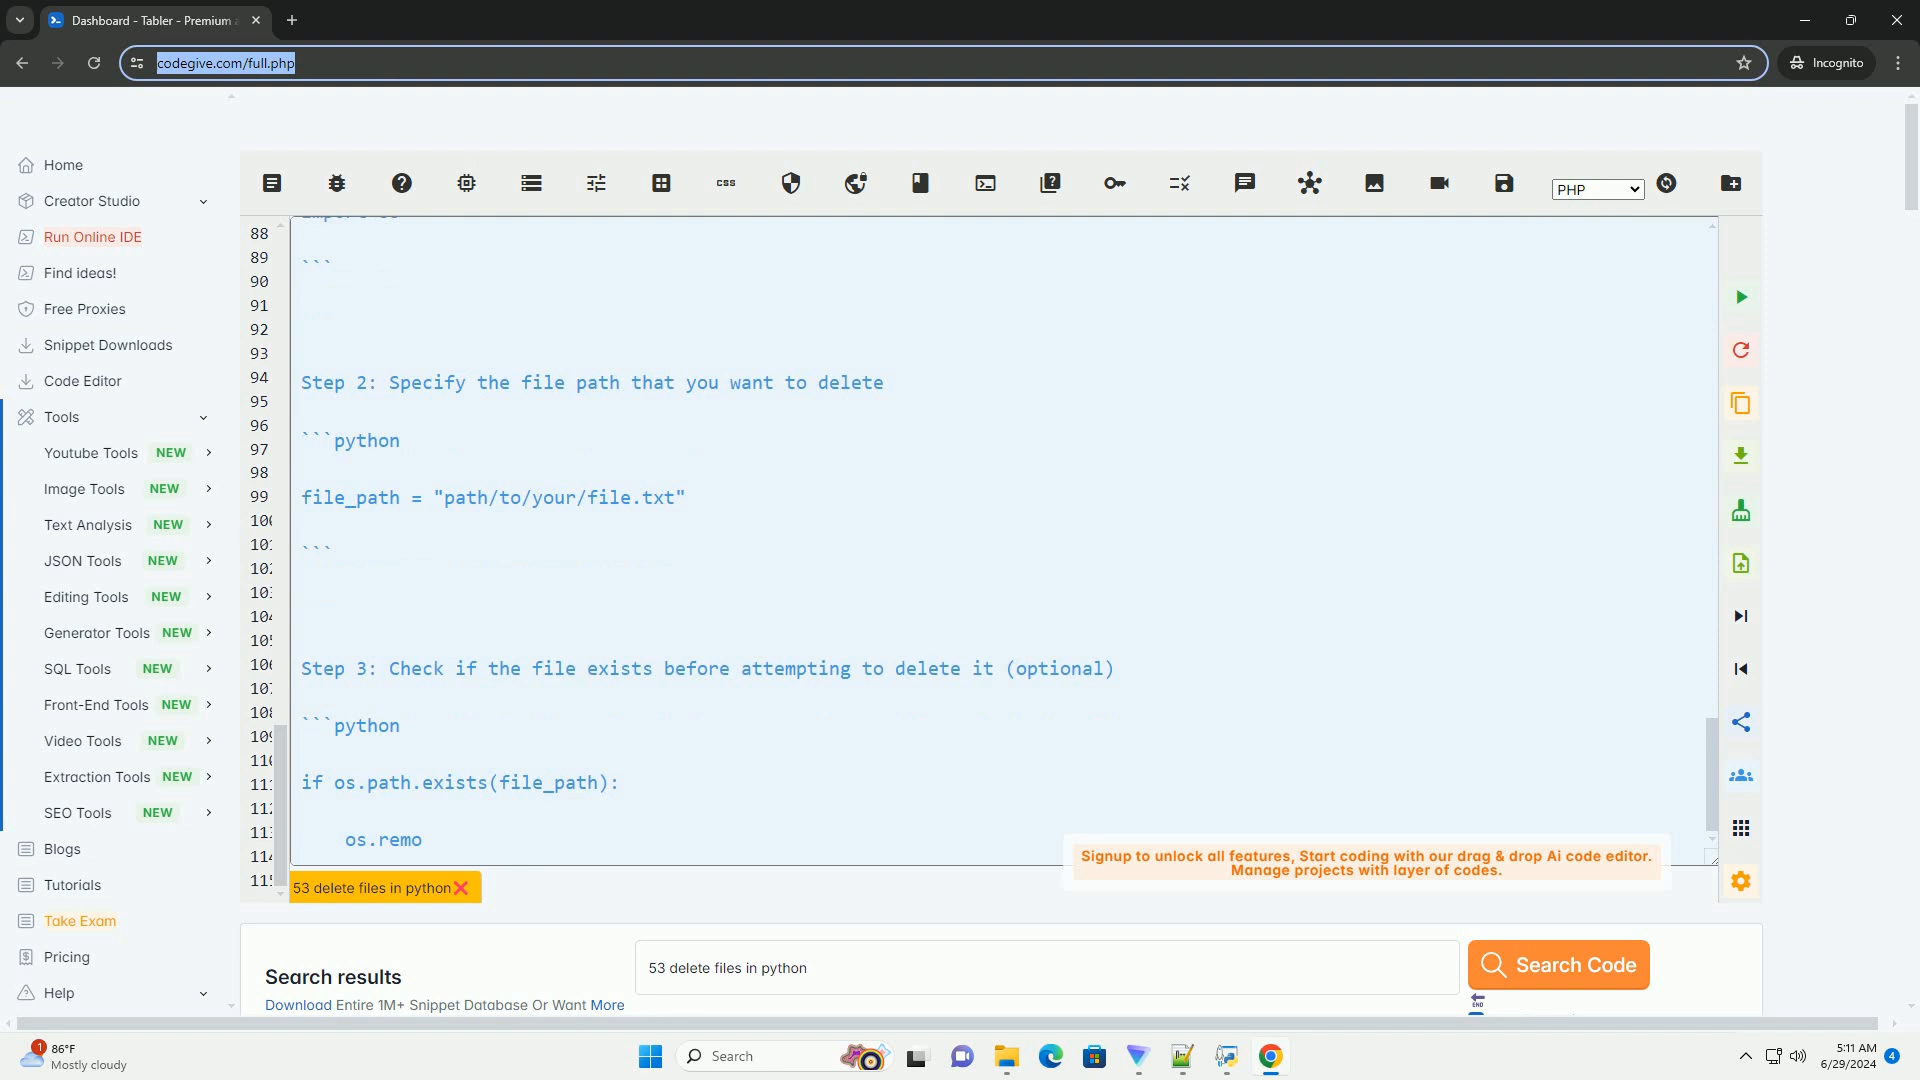 Dashboard - Tabler - Premium
codegive.com/full.php
Incognito
Home
Creator Studio
Run Online IDE
Find ideas!
Free Proxies
Snippet Downloads
Code Editor
Tools
Youtube Tools NEW
Image Tools NEW
Text Analysis NEW
JSON Tools NEW
Editing Tools NEW
Generator Tools NEW
SQL Tools NEW
Front-End Tools NEW
Video Tools NEW
Extraction Tools NEW
SEO Tools NEW
Blogs
Tutorials
Take Exam
Pricing
Help
css
PHP
88
89
90
91
92
93
94
95
96
97
98
99
```
Step 2: Specify the file path that you want to delete
```python
file_path = "path/to/your/file.txt"
```
Step 3: Check if the file exists before attempting to delete it (optional)
```python
if os.path.exists(file_path):
os.remo
Signup to unlock all features, Start coding with our drag & drop Ai code editor.
Manage projects with layer of codes.
53 delete files in python
Search results
Download Entire 1M+ Snippet Database Or Want More
53 delete files in python
Search Code
END
1
86°F
Mostly cloudy
Search
5:11 AM
6/29/2024
4